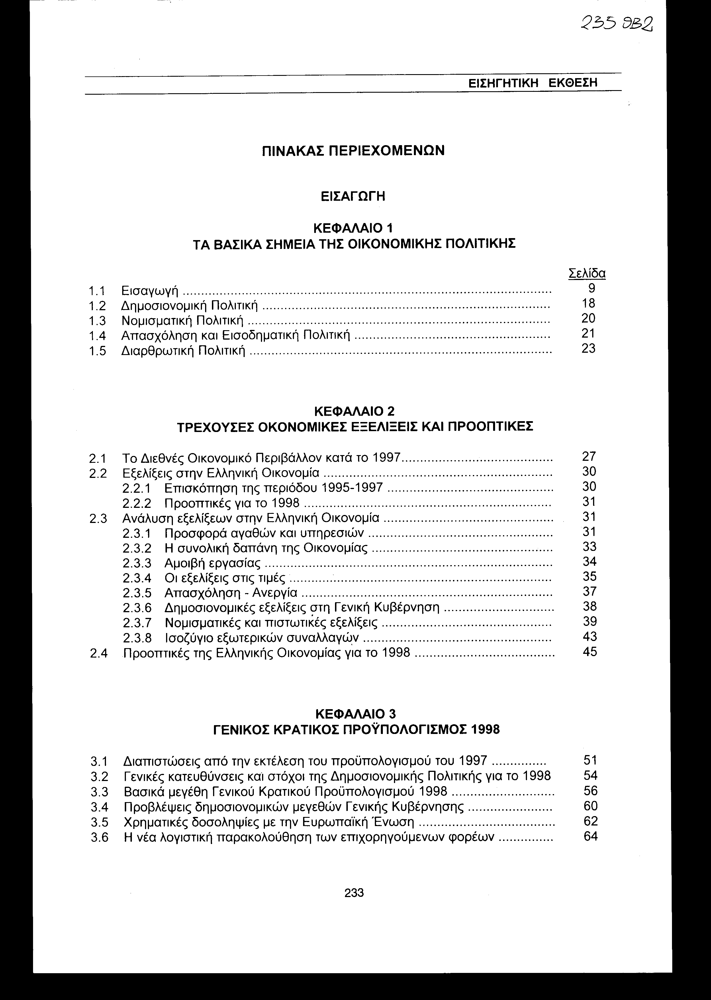 ΕΙΣΗΓΗΤΙΚΗ ΕΚΘΕΣΗ
ΠΙΝΑΚΑΣ ΠΕΡΙΕΧΟΜΕΝΩΝ
ΕΙΣΑΓΩΓΗ
ΚΕΦΑΛΑΙΟ 1
ΤΑ ΒΑΣΙΚΑ ΣΗΜΕΙΑ ΤΗΣ ΟΙΚΟΝΟΜΙΚΗΣ ΠΟΛΙΤΙΚΗΣ
Σελίδα
1.1 Εισαγωγή ........ 9
1.2 Δημοσιονομική Πολιτική ........ 18
1.3 Νομισματική Πολιτική ........ 20
1.4 Απασχόληση και Εισοδηματική Πολιτική ........ 21
1.5 Διαρθρωτική Πολιτική ........ 23
ΚΕΦΑΛΑΙΟ 2
ΤΡΕΧΟΥΣΕΣ ΟΚΟΝΟΜΙΚΕΣ ΕΞΕΛΙΞΕΙΣ ΚΑΙ ΠΡΟΟΠΤΙΚΕΣ
2.1 Το Διεθνές Οικονομικό Περιβάλλον κατά το 1997 ........ 27
2.2 Εξελίξεις στην Ελληνική Οικονομία ........ 30
2.2.1 Επισκόπηση της περιόδου 1995-1997 ........ 30
2.2.2 Προοπτικές για το 1998 ........ 31
2.3 Ανάλυση εξελίξεων στην Ελληνική Οικονομία ........ 31
2.3.1 Προσφορά αγαθών και υπηρεσιών ........ 31
2.3.2 Η συνολική δαπάνη της Οικονομίας ........ 33
2.3.3 Αμοιβή εργασίας ........ 34
2.3.4 Οι εξελίξεις στις τιμές ........ 35
2.3.5 Απασχόληση - Ανεργία ........ 37
2.3.6 Δημοσιονομικές εξελίξεις στη Γενική Κυβέρνηση ........ 38
2.3.7 Νομισματικές και πιστωτικές εξελίξεις ........ 39
2.3.8 Ισοζύγιο εξωτερικών συναλλαγών ........ 43
2.4 Προοπτικές της Ελληνικής Οικονομίας για το 1998 ........ 45
ΚΕΦΑΛΑΙΟ 3
ΓΕΝΙΚΟΣ ΚΡΑΤΙΚΟΣ ΠΡΟΫΠΟΛΟΓΙΣΜΟΣ 1998
3.1 Διαπιστώσεις από την εκτέλεση του προϋπολογισμού του 1997 ........ 51
3.2 Γενικές κατευθύνσεις και στόχοι της Δημοσιονομικής Πολιτικής για το 1998 54
3.3 Βασικά μεγέθη Γενικού Κρατικού Προϋπολογισμού 1998 ........ 56
3.4 Προβλέψεις δημοσιονομικών μεγεθών Γενικής Κυβέρνησης ........ 60
3.5 Χρηματικές δοσοληψίες με την Ευρωπαϊκή Ένωση ........ 62
3.6 Η νέα λογιστική παρακολούθηση των επιχορηγούμενων φορέων ........ 64
233